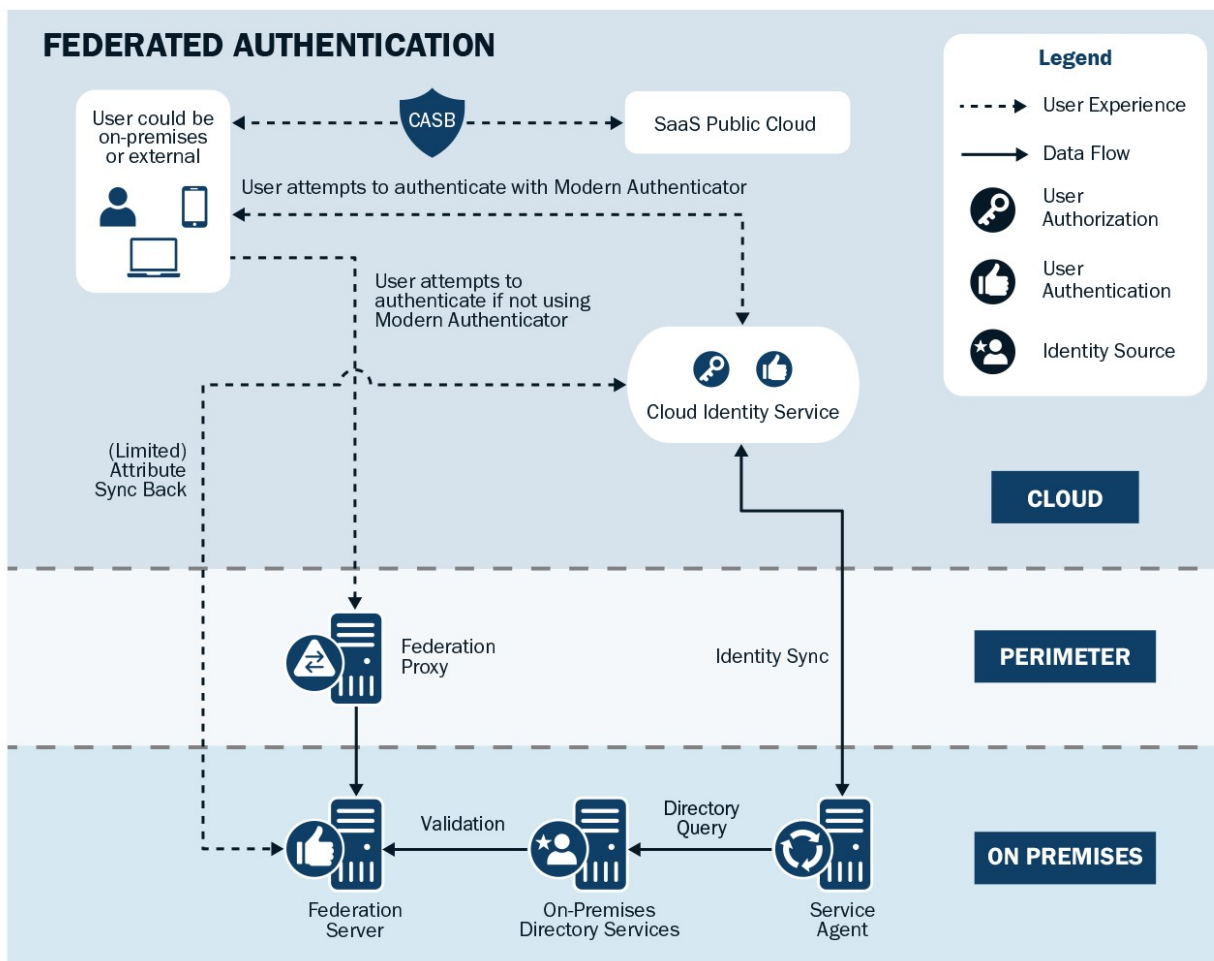 FEDERATED AUTHENTICATION
User could be
on-premises
or external
CASB
SaaS Public Cloud
User attempts to authenticate with Modern Authenticator
User attempts to
authenticate if not using
Modern Authenticator
Cloud Identity Service
(Limited)
Attribute
Sync Back
Legend
User Experience
Data Flow
User
Authorization
User
Authentication
Identity Source
CLOUD
Federation
Proxy
Identity Sync
PERIMETER
Validation
Directory
Query
ON PREMISES
Federation
Server
On-Premises
Directory Services
Service
Agent